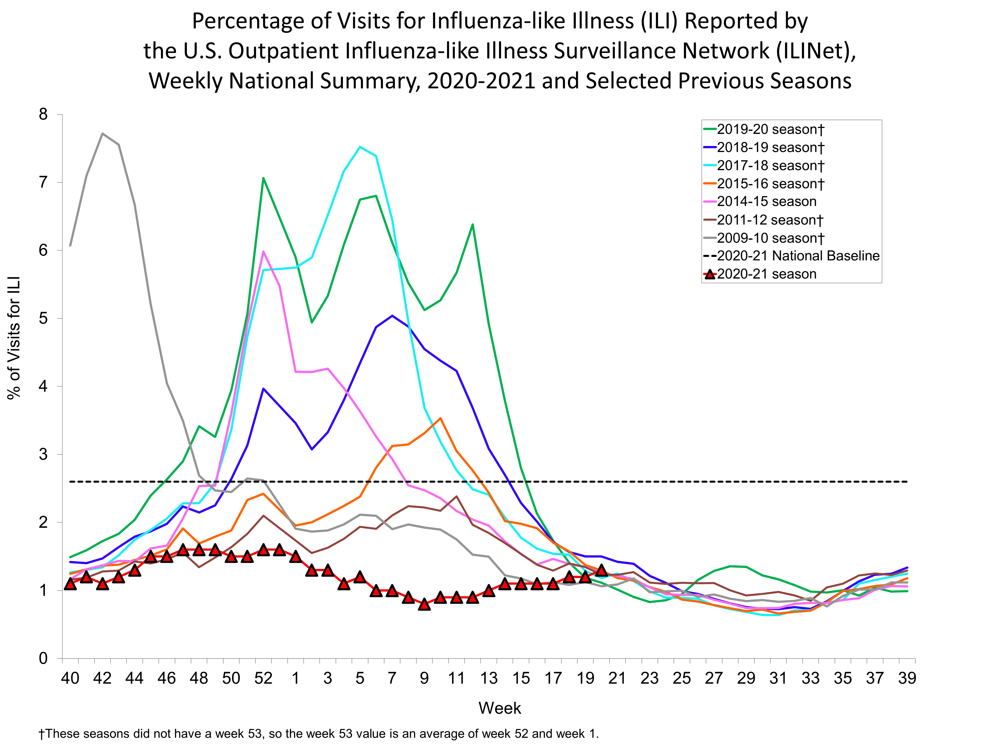 Percentage of Visits for Influenza-like Illness (ILI) Reported by
the U.S. Outpatient Influenza-like Illness Surveillance Network (ILINet),
Weekly National Summary, 2020-2021 and Selected Previous Seasons
% of Visits for ILI
8
7
6
5
4
3
2
1
0
2019-20 season†
2018-19 season†
2017-18 season†
2015-16 season†
2014-15 season
2011-12 season†
2009-10 season†
2020-21 National Baseline
2020-21 season
40 42 44 46 48 50 52 1 3 5 7 9 11 13 15 17 19 21 23 25 27 29 31 33 35 37 39
Week
†These seasons did not have a week 53, so the week 53 value is an average of week 52 and week 1.